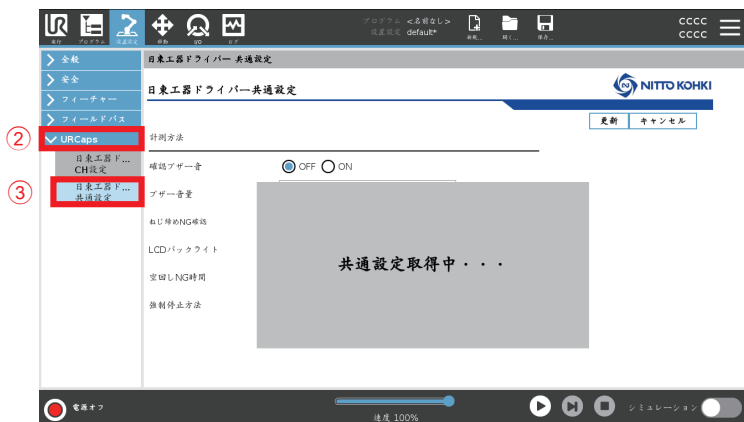 プログラム <名前なし>
設置設定 default*
実行
プログラム
設置設定
移動
I/O
ログ
新規...
開く...
保存...
cccc
cccc
全般
安全
フィーチャー
フィールドバス
② URCaps
日東工器ド...
CH設定
③ 日東工器ド...
共通設定
日東工器ドライバー 共通設定
日東工器ドライバー共通設定
NITTO KOHKI
更新 キャンセル
計測方法
確認ブザー音 OFF ON
ブザー音量
ねじ締めNG確認
LCDバックライト
空回しNG時間
強制停止方法
共通設定取得中・・・
電源オフ
速度 100%
シミュレーション